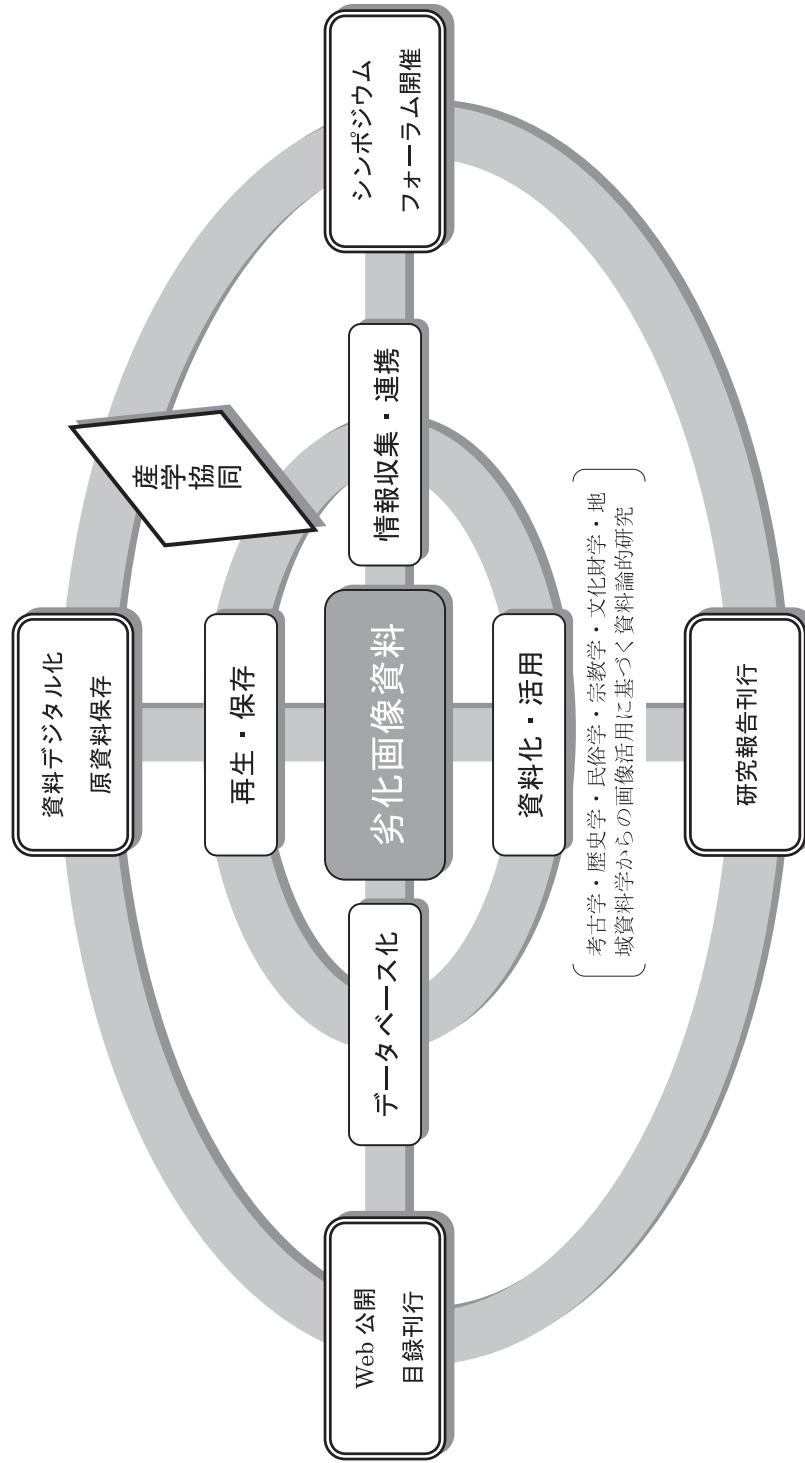 資料デジタル化
原資料保存
産学
協同
再生・保存
Web 公開
目録刊行
データベース化
劣化画像資料
情報収集・連携
シンポジウム
フォーラム開催
資料化・活用
考古学・歴史学・民俗学・宗教学・文化財学・地
域資料学からの画像活用に基づく資料論的研究
研究報告刊行